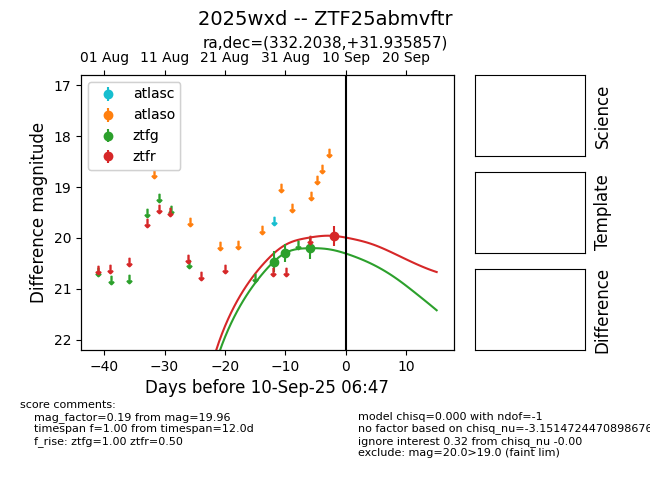 2025wxd -- ZTF25abmvftr
ra,dec=(332.2038,+31.935857)
01 Aug 11 Aug 21 Aug 31 Aug 10 Sep 20 Sep
17
18
19
20
21
22
Difference magnitude
atlasc
atlaso
ztfg
ztfr
Science
Template
Difference
−40 −30 −20 −10 0 10
Days before 10-Sep-25 06:47
score comments:
mag_factor=0.19 from mag=19.96
timespan f=1.00 from timespan=12.0d
f_rise: ztfg=1.00 ztfr=0.50
model chisq=0.000 with ndof=-1
no factor based on chisq_nu=-3.1514724470898676
ignore interest 0.32 from chisq_nu -0.00
exclude: mag=20.0>19.0 (faint lim)